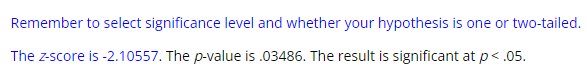 Remember to select significance level and whether your hypothesis is one or two-tailed.
The z-score is -2.10557. The p-value is .03486. The result is significant at p < .05.